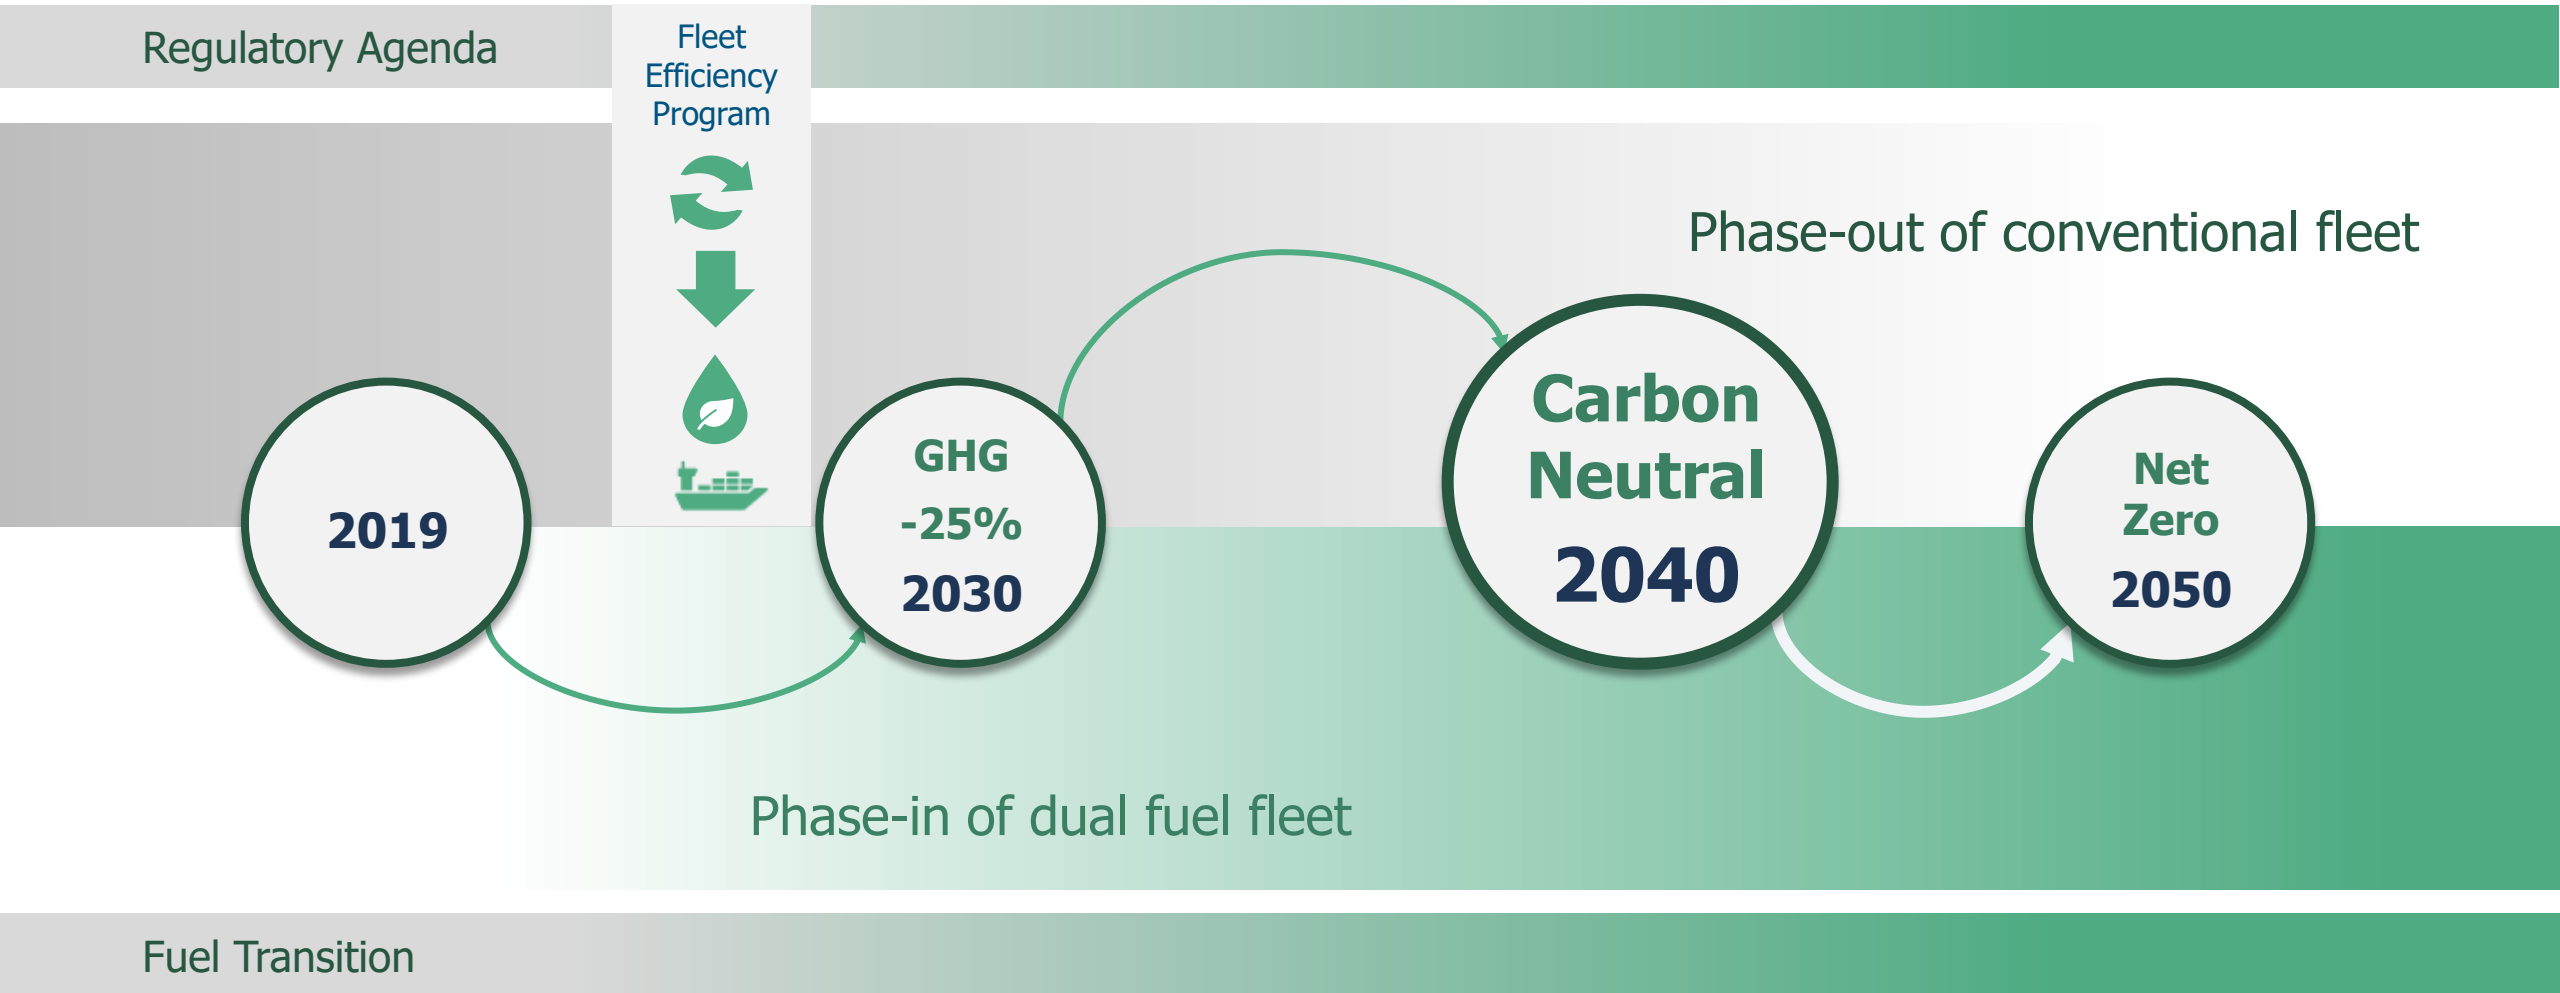 Regulatory Agenda
Fleet
Efficiency
Program
Phase-out of conventional fleet
2019
GHG
-25%
2030
Carbon
Neutral
2040
Net
Zero
2050
Phase-in of dual fuel fleet
Fuel Transition